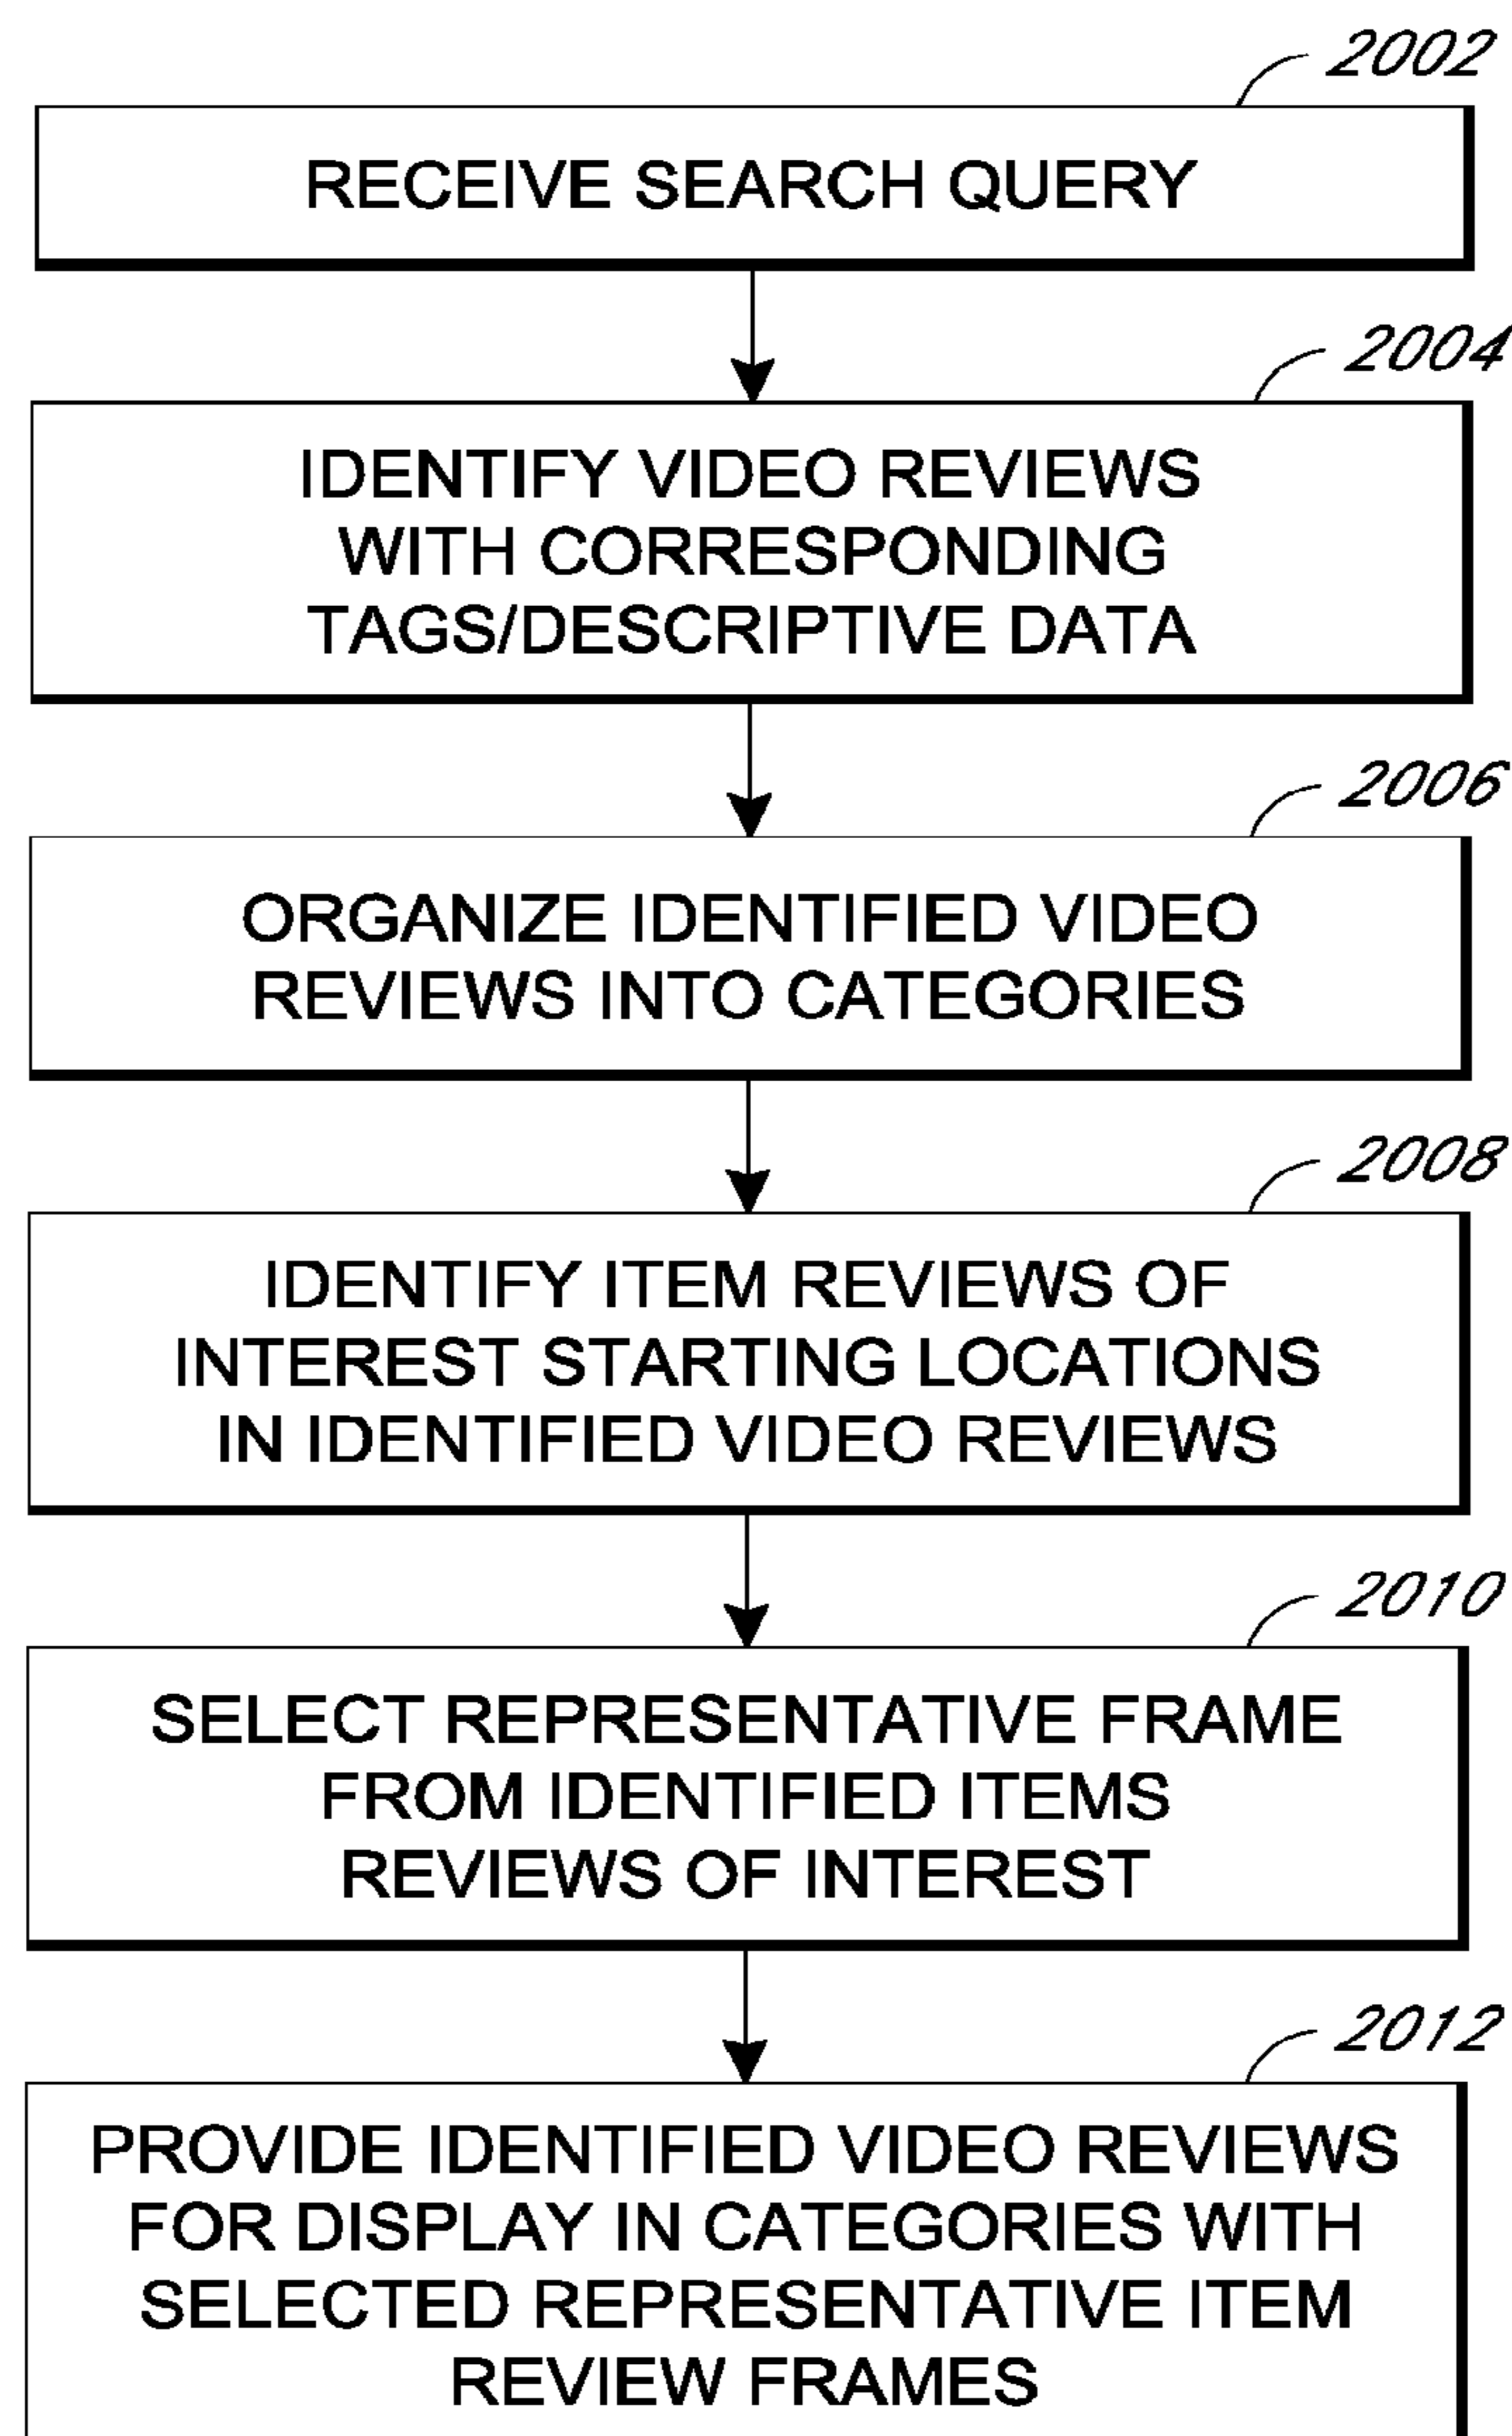 2002
RECEIVE SEARCH QUERY
2004
IDENTIFY VIDEO REVIEWS
WITH CORRESPONDING
TAGS/DESCRIPTIVE DATA
2006
ORGANIZE IDENTIFIED VIDEO
REVIEWS INTO CATEGORIES
2008
IDENTIFY ITEM REVIEWS OF
INTEREST STARTING LOCATIONS
IN IDENTIFIED VIDEO REVIEWS
2010
SELECT REPRESENTATIVE FRAME
FROM IDENTIFIED ITEMS
REVIEWS OF INTEREST
2012
PROVIDE IDENTIFIED VIDEO REVIEWS
FOR DISPLAY IN CATEGORIES WITH
SELECTED REPRESENTATIVE ITEM
REVIEW FRAMES